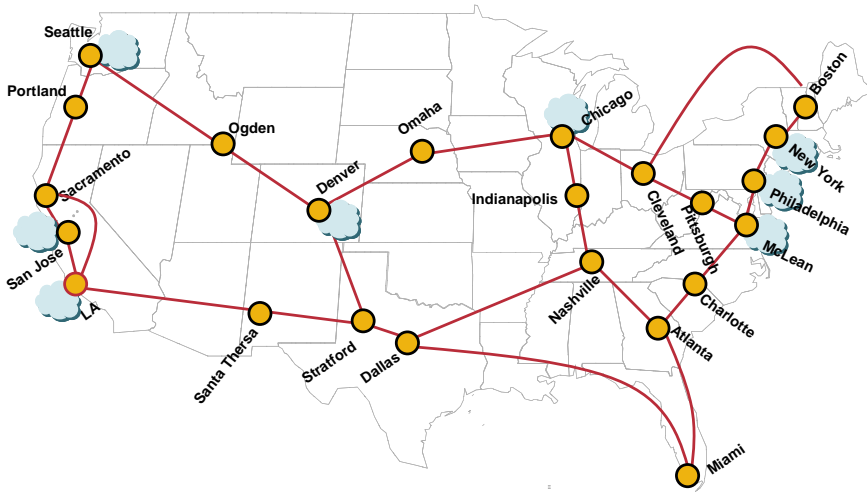 Seattle
Boston
Portland
Ogden
Omaha
Chicago
New York
Sacramento
Denver
Indianapolis
Cleveland
Pittsburgh
Philadelphia
McLean
San Jose
LA
Nashville
Charlotte
Santa Thersa
Stratford
Dallas
Atlanta
Miami